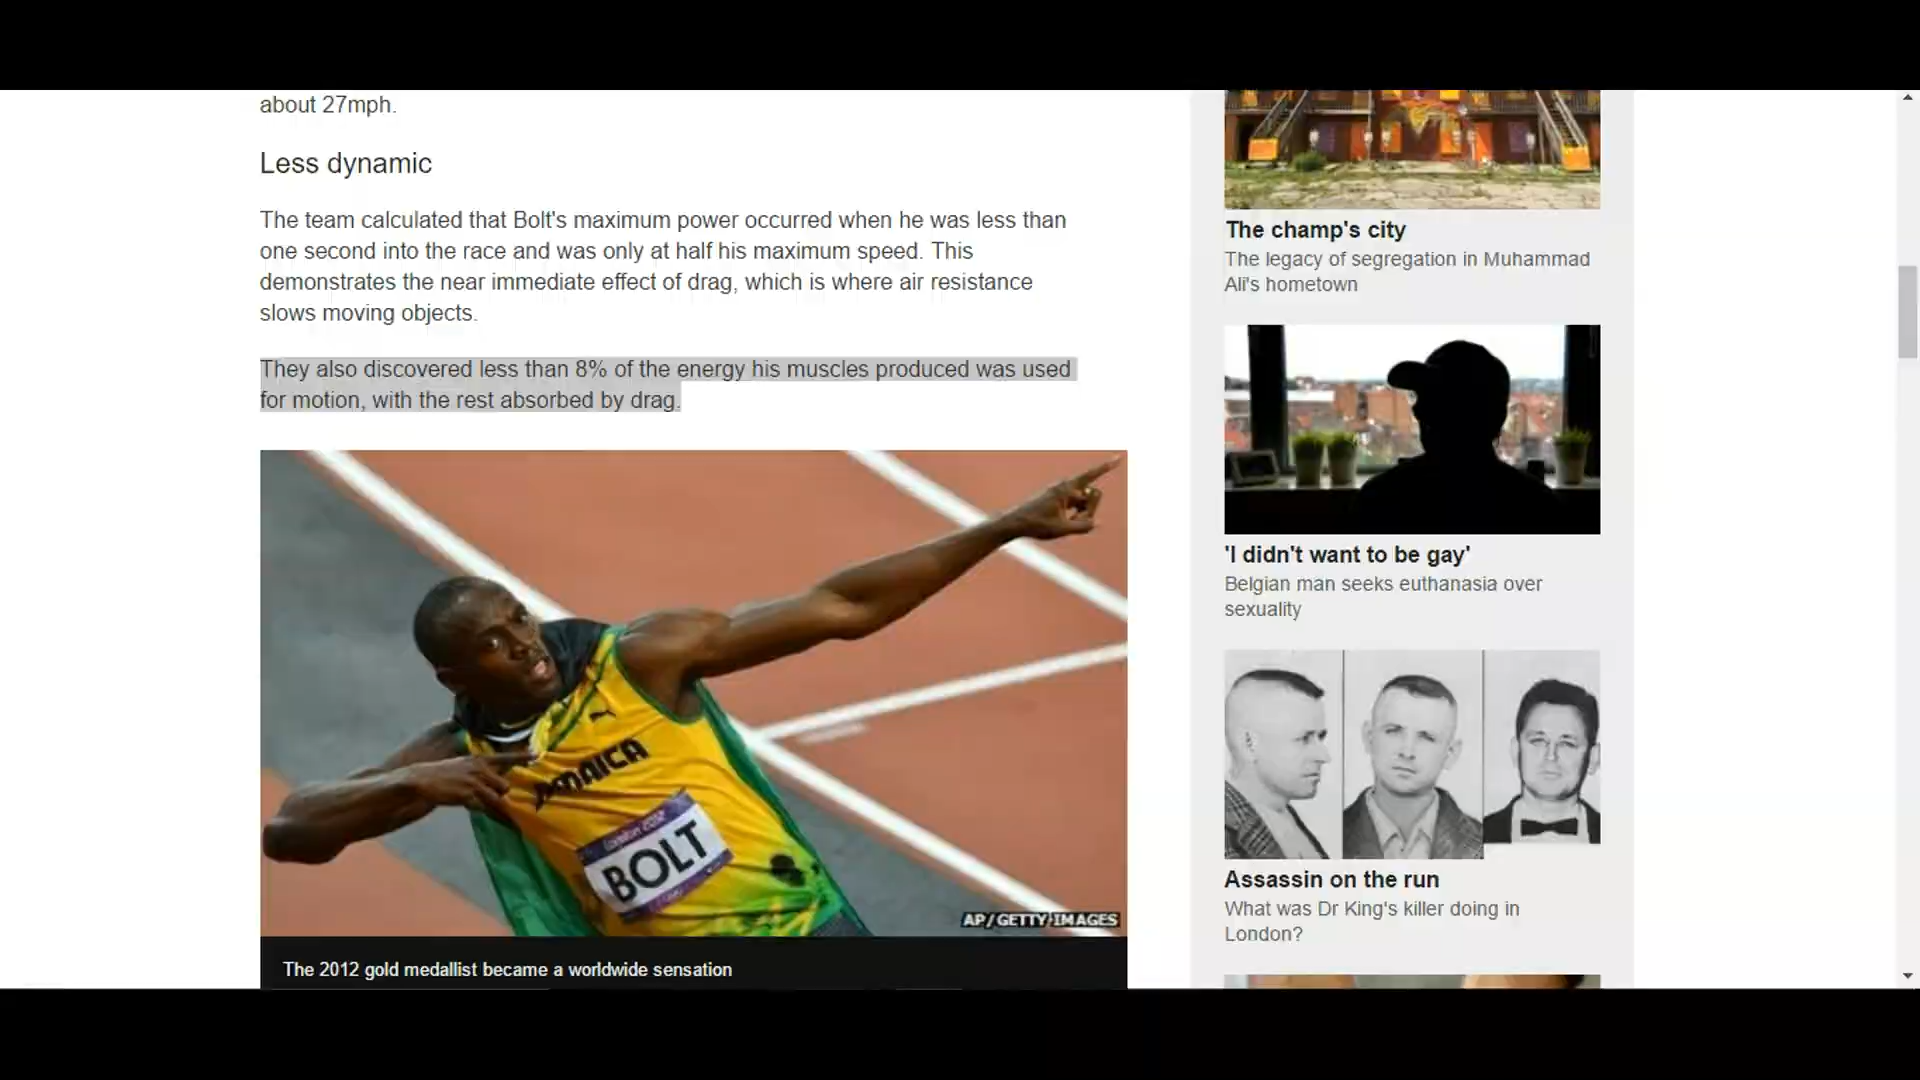 about 27mph.
Less dynamic
The team calculated that Bolt's maximum power occurred when he was less than
one second into the race and was only at half his maximum speed. This
demonstrates the near immediate effect of drag, which is where air resistance
slows moving objects.
They also discovered less than 8% of the energy his muscles produced was used
for motion, with the rest absorbed by drag.
JAMAICA
London 2012
BOLT
AP/GETTY IMAGES
The 2012 gold medallist became a worldwide sensation
The champ's city
The legacy of segregation in Muhammad
Ali's hometown
'I didn't want to be gay'
Belgian man seeks euthanasia over
sexuality
Assassin on the run
What was Dr King's killer doing in
London?